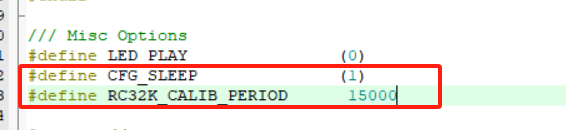 /// Misc Options
#define LED_PLAY (0)
#define CFG_SLEEP (1)
#define RC32K_CALIB_PERIOD 15000